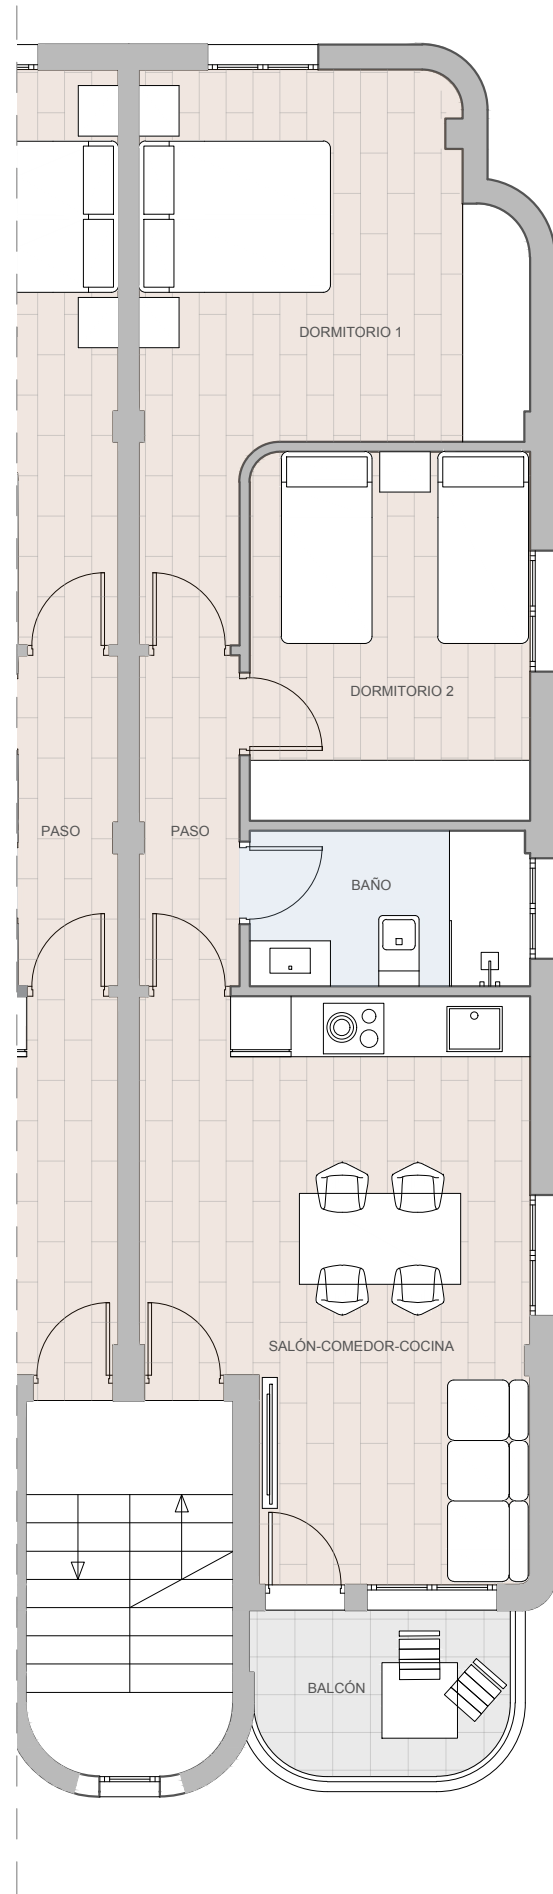 DORMITORIO 1
DORMITORIO 2
PASO
PASO
BAÑO
SALÓN-COMEDOR-COCINA
BALCÓN